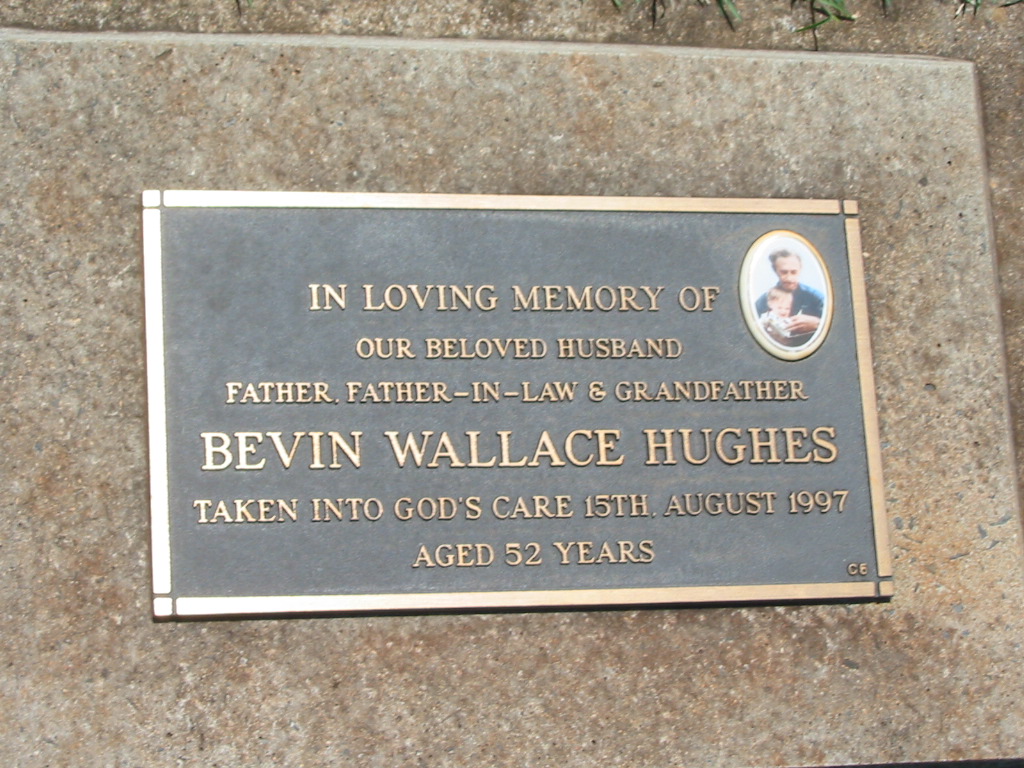 IN LOVING MEMORY OF
OUR BELOVED HUSBAND
FATHER, FATHER-IN-LAW & GRANDFATHER
BEVIN WALLACE HUGHES
TAKEN INTO GOD'S CARE 15TH, AUGUST 1997
AGED 52 YEARS